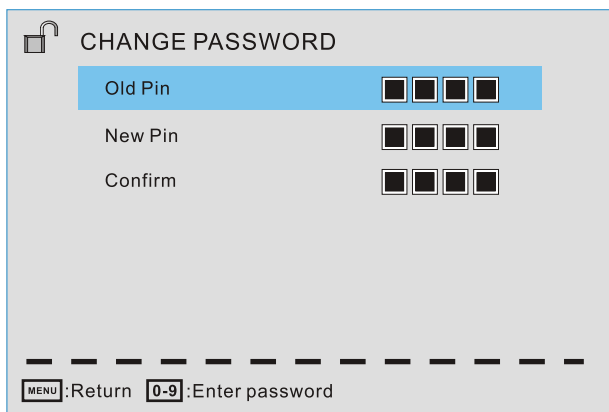 CHANGE PASSWORD
Old Pin
New Pin
Confirm
MENU:Return 0-9:Enter password